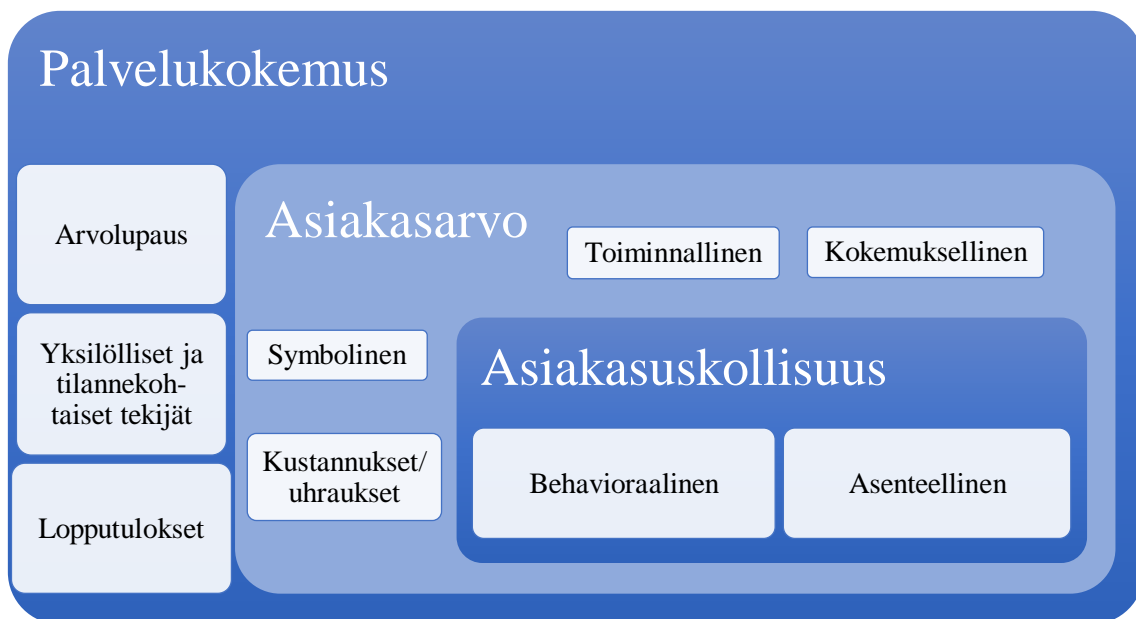 Palvelukokemus
Arvolupaus
Yksilölliset ja
tilannekoh-
taiset tekijät
Lopputulokset
Asiakasarvo
Toiminnallinen
Kokemuksellinen
Symbolinen
Kustannukset/
uhraukset
Asiakasuskollisuus
Behavioraalinen
Asenteellinen